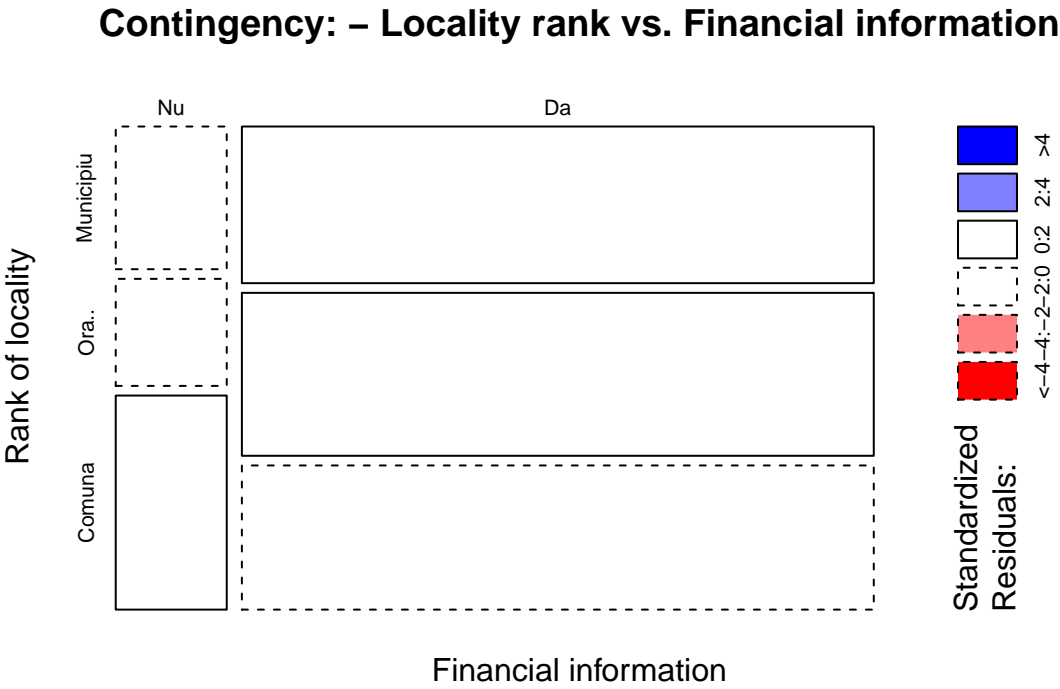 Contingency: – Locality rank vs. Financial information
Nu
Da
Municipiu
Ora..
Comuna
Rank of locality
Financial information
Standardized
Residuals:
<−4
−4:−2
−2:0
0:2
2:4
>4